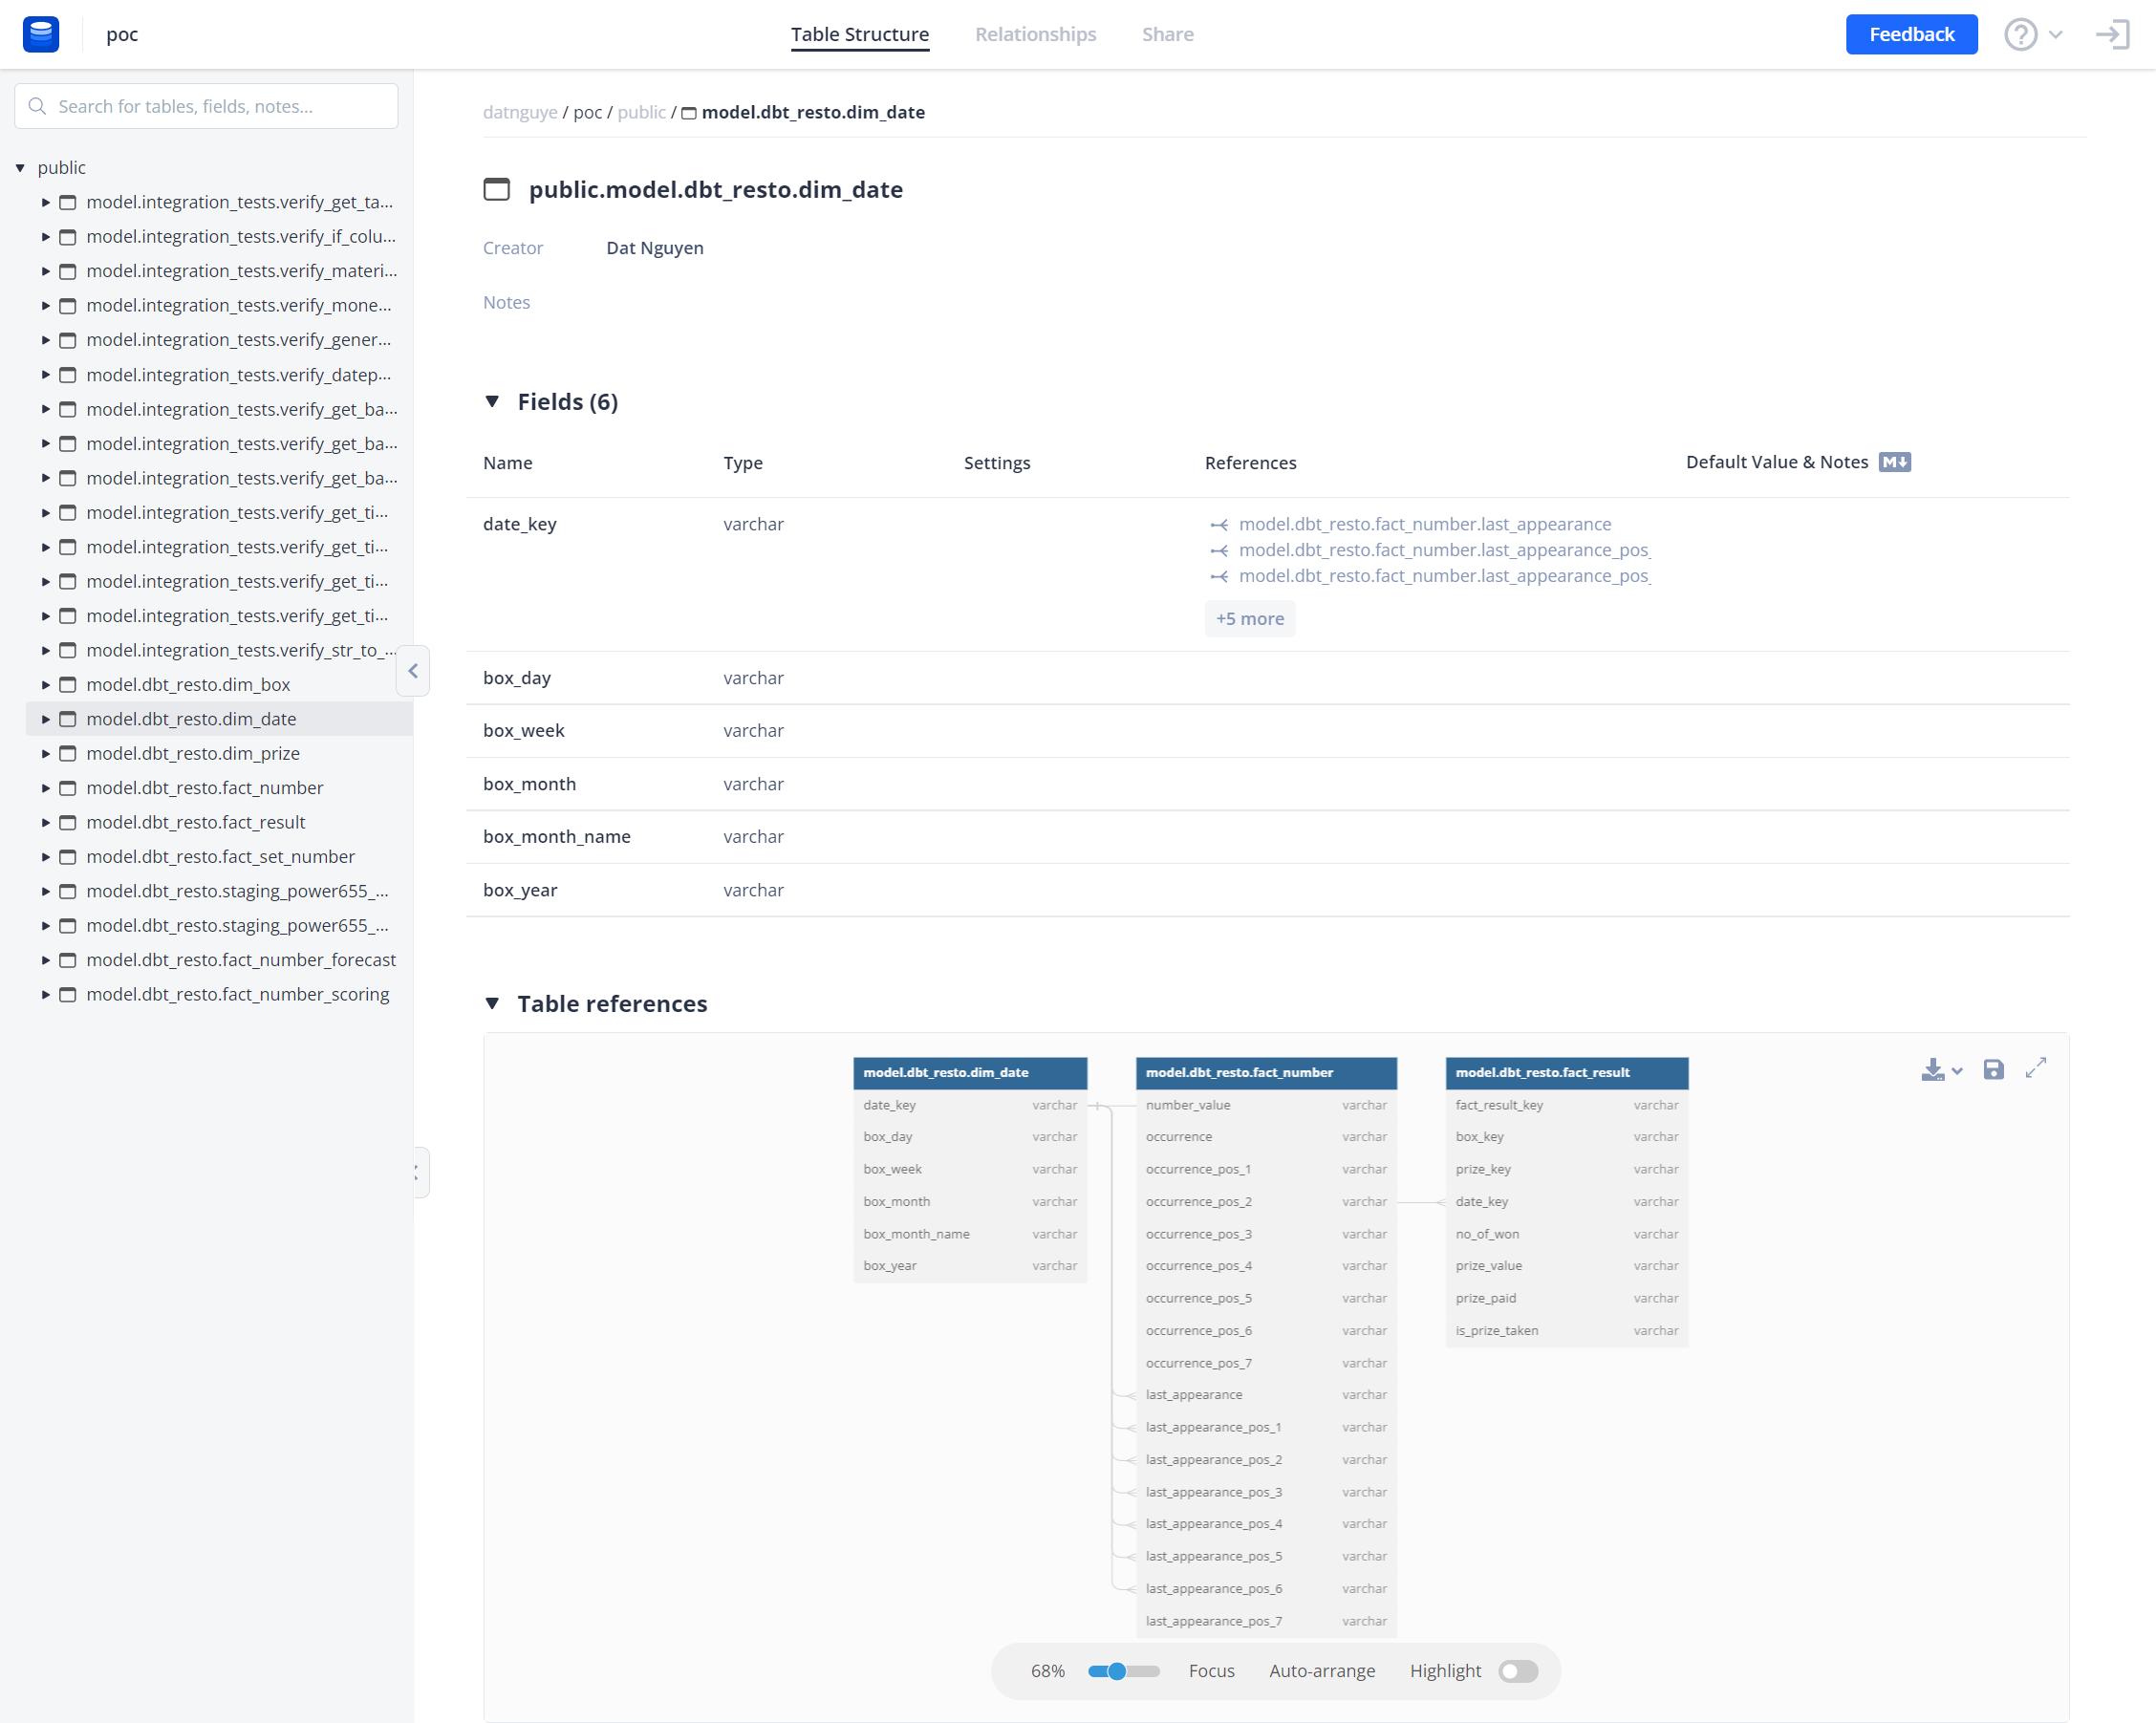 poc
Table Structure
Relationships
Share
Feedback
Search for tables, fields, notes...
public
model.integration_tests.verify_get_ta...
model.integration_tests.verify_if_colu...
model.integration_tests.verify_materi...
model.integration_tests.verify_mone...
model.integration_tests.verify_gener...
model.integration_tests.verify_datep...
model.integration_tests.verify_get_ba...
model.integration_tests.verify_get_ba...
model.integration_tests.verify_get_ba...
model.integration_tests.verify_get_ti...
model.integration_tests.verify_get_ti...
model.integration_tests.verify_get_ti...
model.integration_tests.verify_get_ti...
model.integration_tests.verify_str_to_...
model.dbt_resto.dim_box
model.dbt_resto.dim_date
model.dbt_resto.dim_prize
model.dbt_resto.fact_number
model.dbt_resto.fact_result
model.dbt_resto.fact_set_number
model.dbt_resto.staging_power655_...
model.dbt_resto.staging_power655_...
model.dbt_resto.fact_number_forecast
model.dbt_resto.fact_number_scoring
datnguye / poc / public / model.dbt_resto.dim_date
public.model.dbt_resto.dim_date
Creator Dat Nguyen
Notes
Fields (6)
Name Type Settings References Default Value & Notes M
date_key varchar model.dbt_resto.fact_number.last_appearance
model.dbt_resto.fact_number.last_appearance_pos_
model.dbt_resto.fact_number.last_appearance_pos_
+5 more
box_day varchar
box_week varchar
box_month varchar
box_month_name varchar
box_year varchar
Table references
model.dbt_resto.dim_date
date_key varchar
box_day varchar
box_week varchar
box_month varchar
box_month_name varchar
box_year varchar
model.dbt_resto.fact_number
number_value varchar
occurrence varchar
occurrence_pos_1 varchar
occurrence_pos_2 varchar
occurrence_pos_3 varchar
occurrence_pos_4 varchar
occurrence_pos_5 varchar
occurrence_pos_6 varchar
occurrence_pos_7 varchar
last_appearance varchar
last_appearance_pos_1 varchar
last_appearance_pos_2 varchar
last_appearance_pos_3 varchar
last_appearance_pos_4 varchar
last_appearance_pos_5 varchar
last_appearance_pos_6 varchar
last_appearance_pos_7 varchar
model.dbt_resto.fact_result
fact_result_key varchar
box_key varchar
prize_key varchar
date_key varchar
no_of_won varchar
prize_value varchar
prize_paid varchar
is_prize_taken varchar
68% Focus Auto-arrange Highlight